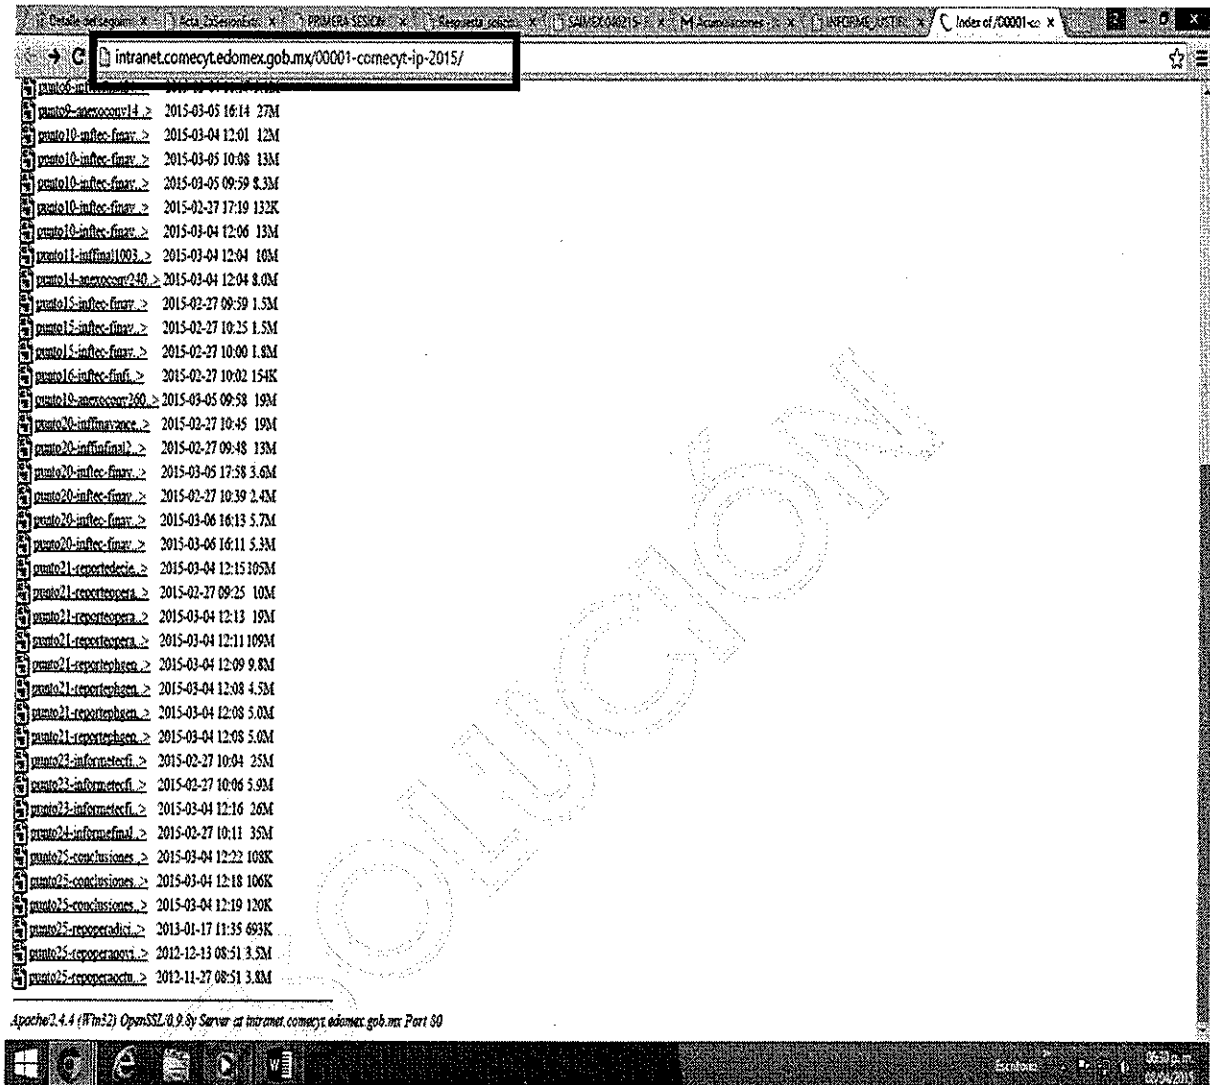 Detalle del seguim
PRIMERA SESION
SAIMEX 040215-
M Acumulaciones -
Index of /00001-co
intranet.comecyt.edomex.gob.mx/00001-comecyt-ip-2015/
punto9-anexoconv14..> 2015-03-05 16:14 27M
punto10-inftec-finav..> 2015-03-04 12:01 12M
punto10-inftec-finav..> 2015-03-05 10:08 13M
punto10-inftec-finav..> 2015-03-05 09:59 8.3M
punto10-inftec-finav..> 2015-02-27 17:19 132K
punto10-inftec-finav..> 2015-03-04 12:06 13M
punto11-inffinal1003..> 2015-03-04 12:04 10M
punto14-anexoconv240..> 2015-03-04 12:04 8.0M
punto15-inftec-finav..> 2015-02-27 09:59 1.5M
punto15-inftec-finav..> 2015-02-27 10:25 1.5M
punto15-inftec-finav..> 2015-02-27 10:00 1.8M
punto16-inftec-finfi..> 2015-02-27 10:02 154K
punto19-anexoconv260..> 2015-03-05 09:58 19M
punto20-inffinavance..> 2015-02-27 10:45 19M
punto20-inffinfinal2..> 2015-02-27 09:48 13M
punto20-inftec-finav..> 2015-03-05 17:58 3.6M
punto20-inftec-finav..> 2015-02-27 10:39 2.4M
punto20-inftec-finav..> 2015-03-06 16:13 5.7M
punto20-inftec-finav..> 2015-03-06 16:11 5.3M
punto21-reportedecie..> 2015-03-04 12:15 105M
punto21-reporteopera..> 2015-02-27 09:25 10M
punto21-reporteopera..> 2015-03-04 12:13 19M
punto21-reporteopera..> 2015-03-04 12:11 109M
punto21-reportephgen..> 2015-03-04 12:09 9.8M
punto21-reportephgen..> 2015-03-04 12:08 4.5M
punto21-reportephgen..> 2015-03-04 12:08 5.0M
punto21-reportephgen..> 2015-03-04 12:08 5.0M
punto23-informetecfi..> 2015-02-27 10:04 25M
punto23-informetecfi..> 2015-02-27 10:06 5.9M
punto23-informetecfi..> 2015-03-04 12:16 26M
punto24-informefinal..> 2015-02-27 10:11 35M
punto25-conclusiones..> 2015-03-04 12:22 108K
punto25-conclusiones..> 2015-03-04 12:18 106K
punto25-conclusiones..> 2015-03-04 12:19 120K
punto25-repoperadici..> 2013-01-17 11:35 693K
punto25-repoperanovi..> 2012-12-13 08:51 3.5M
punto25-repoperaoctu..> 2012-11-27 08:51 3.8M
Apache/2.4.4 (Win32) OpenSSL/0.9.8y Server at intranet.comecyt.edomex.gob.mx Port 80
SOLUCIÓN
Escritorio